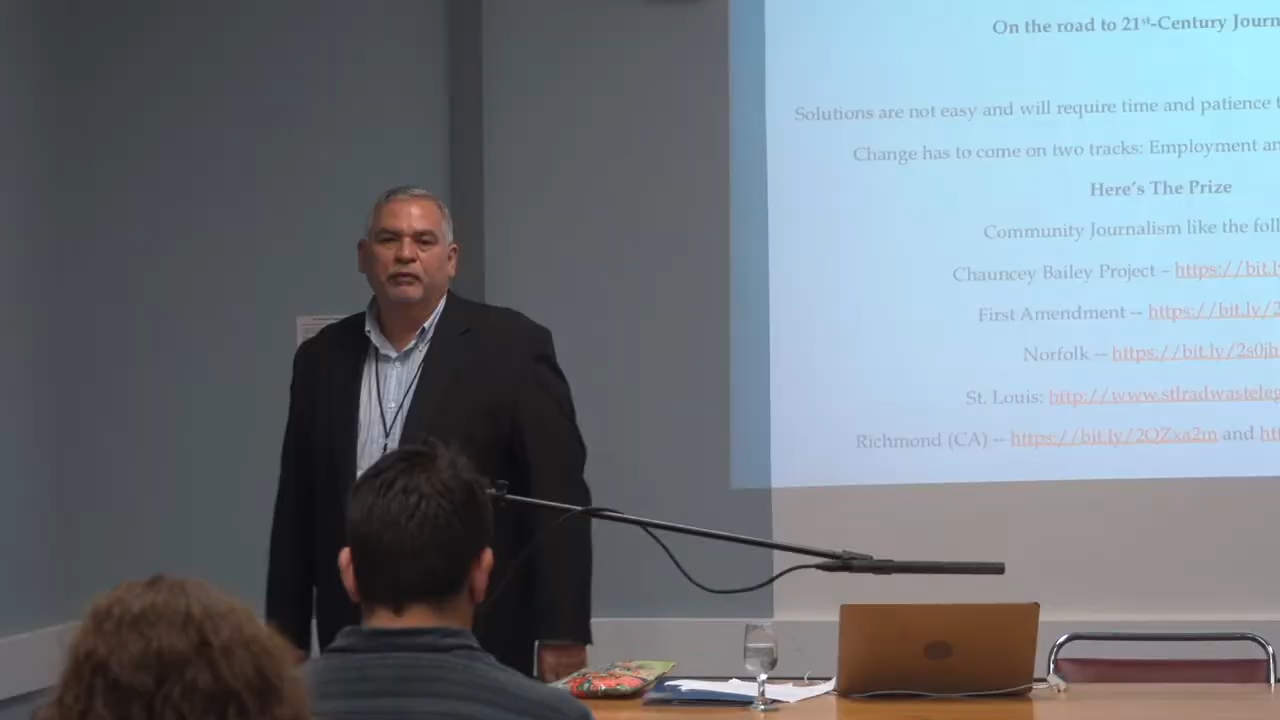 On the road to 21st-Century Journ
Solutions are not easy and will require time and patience t
Change has to come on two tracks: Employment an
Here's The Prize
Community Journalism like the foll
Chauncey Bailey Project – https://bit.ly
First Amendment -- https://bit.ly/2
Norfolk -- https://bit.ly/2s0jh
St. Louis: http://www.stlradwasteleg
Richmond (CA) -- https://bit.ly/2QZxa2m and ht